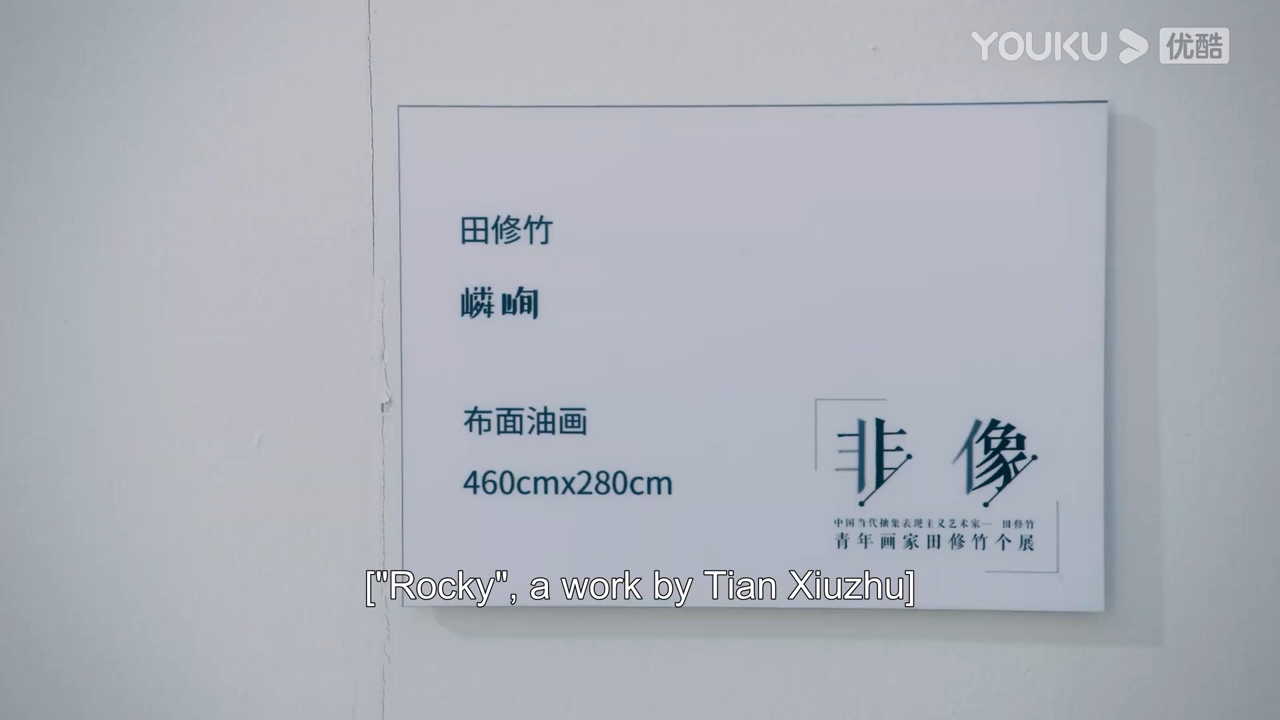 YOUKU 优酷
田修竹
嶙峋
布面油画
460cmx280cm
非像
中国当代抽象表现主义艺术家— 田修竹
青年画家田修竹个展
["Rocky", a work by Tian Xiuzhu]